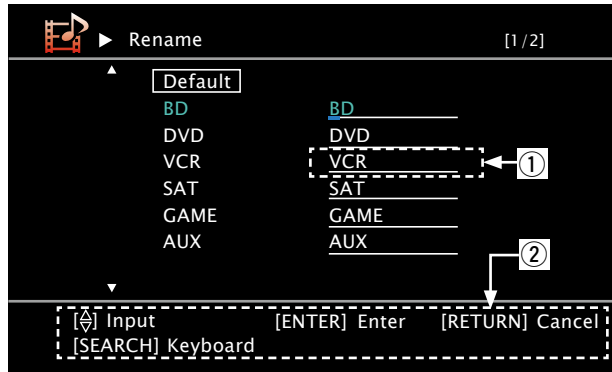 Rename [1/2]
Default
BD BD
DVD DVD
VCR VCR
SAT SAT
GAME GAME
AUX AUX
①
②
[ ] Input [ENTER] Enter [RETURN] Cancel
[SEARCH] Keyboard